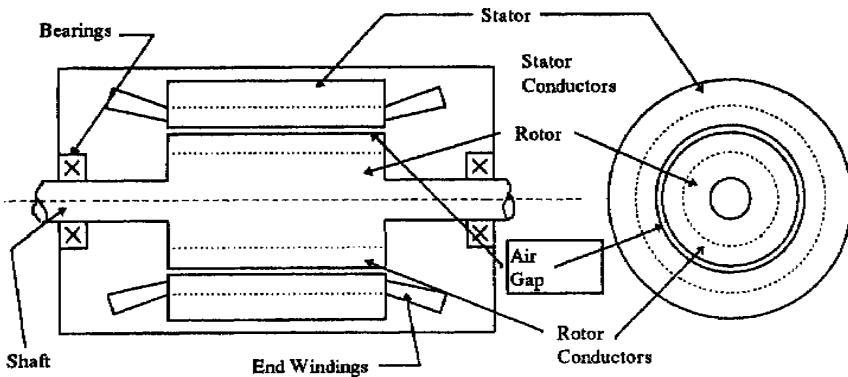 Bearings
Stator
Stator
Conductors
Rotor
Air
Gap
Rotor
Conductors
Shaft
End Windings